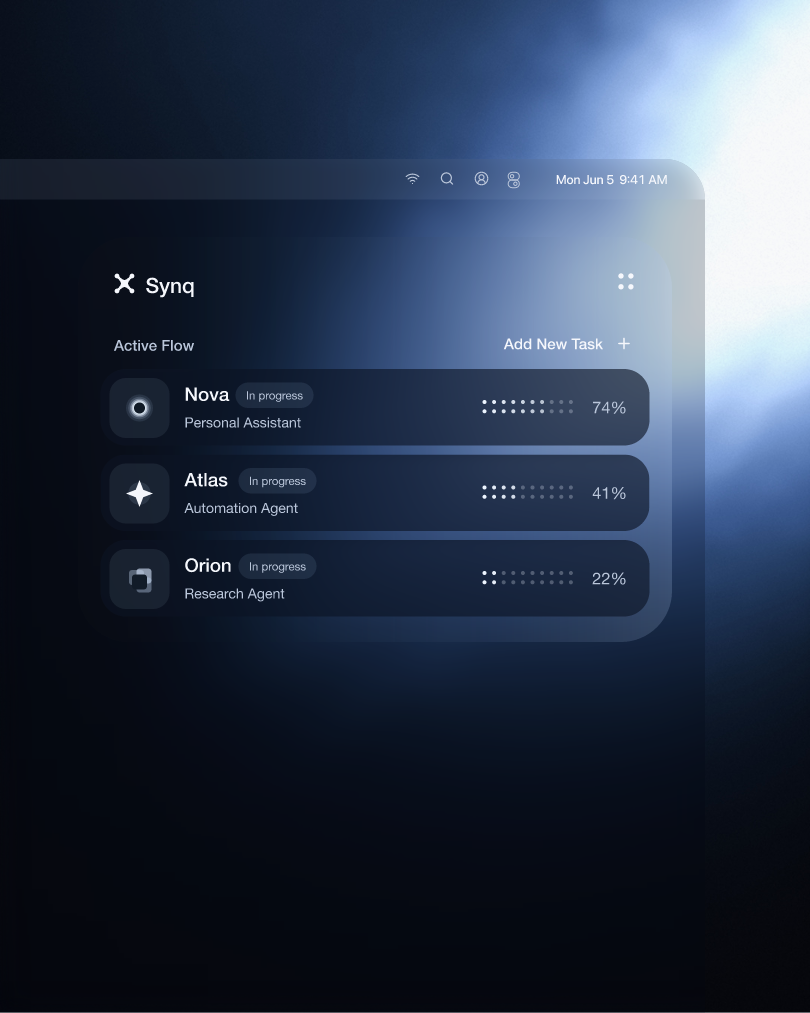 Mon Jun 5 9:41 AM
Synq
Active Flow
Add New Task +
Nova In progress
Personal Assistant
74%
Atlas In progress
Automation Agent
41%
Orion In progress
Research Agent
22%